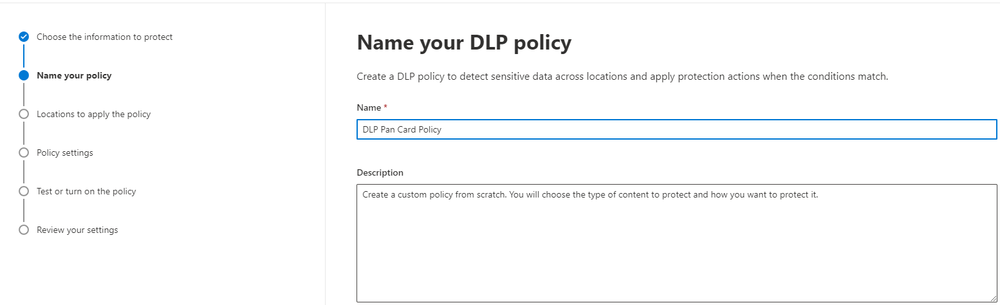 Choose the information to protect
Name your policy
Locations to apply the policy
Policy settings
Test or turn on the policy
Review your settings
Name your DLP policy
Create a DLP policy to detect sensitive data across locations and apply protection actions when the conditions match.
Name *
DLP Pan Card Policy
Description
Create a custom policy from scratch. You will choose the type of content to protect and how you want to protect it.